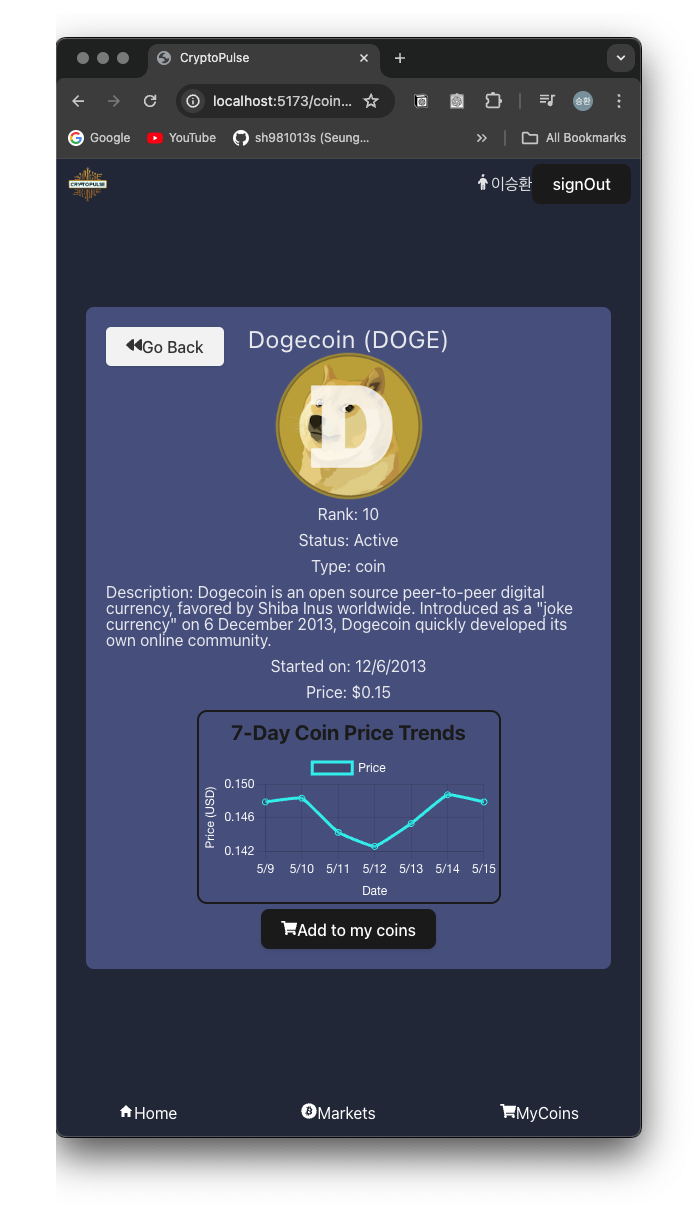 CryptoPulse
localhost:5173/coin...
승환
Google
YouTube
sh981013s (Seung...
All Bookmarks
CRYPTOPULSE
이승환
signOut
Go Back
Dogecoin (DOGE)
D
Rank: 10
Status: Active
Type: coin
Description: Dogecoin is an open source peer-to-peer digital
currency, favored by Shiba Inus worldwide. Introduced as a "joke
currency" on 6 December 2013, Dogecoin quickly developed its
own online community.
Started on: 12/6/2013
Price: $0.15
7-Day Coin Price Trends
Price
Price (USD)
0.150
0.146
0.142
5/9 5/10 5/11 5/12 5/13 5/14 5/15
Date
Add to my coins
Home
Markets
MyCoins